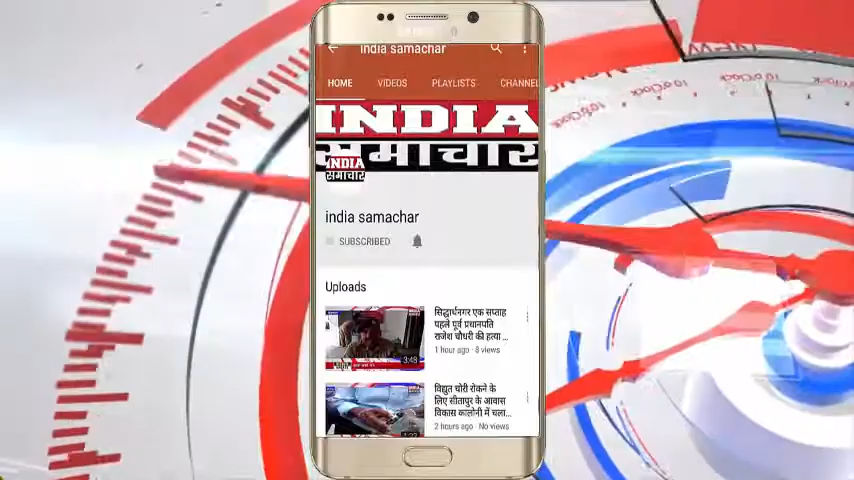 india samachar
HOME VIDEOS PLAYLISTS CHANNEL
INDIA
समाचार
INDIA
समाचार
india samachar
SUBSCRIBED
Uploads
सिद्धार्थनगर एक सप्ताह
पहले पूर्व प्रधानपति
राजेश चौधरी की हत्या ...
1 hour ago · 8 views
3:48
विद्युत चोरी रोकने के
लिए सीतापुर के आवास
विकास कालोनी में चला...
2 hours ago · No views